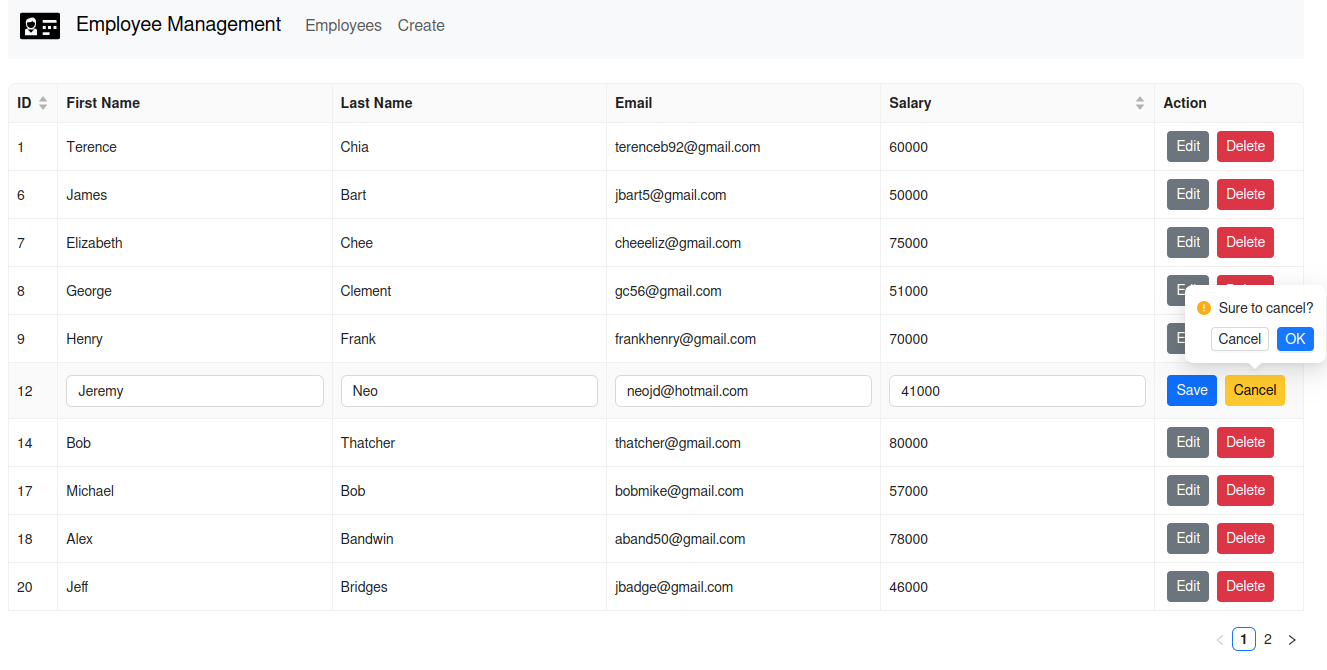 Employee Management Employees Create
ID First Name Last Name Email Salary Action
1 Terence Chia terenceb92@gmail.com 60000 Edit Delete
6 James Bart jbart5@gmail.com 50000 Edit Delete
7 Elizabeth Chee cheeeliz@gmail.com 75000 Edit Delete
8 George Clement gc56@gmail.com 51000
Sure to cancel?
9 Henry Frank frankhenry@gmail.com 70000 Cancel OK
12 Jeremy Neo neojd@hotmail.com 41000 Save Cancel
14 Bob Thatcher thatcher@gmail.com 80000 Edit Delete
17 Michael Bob bobmike@gmail.com 57000 Edit Delete
18 Alex Bandwin aband50@gmail.com 78000 Edit Delete
20 Jeff Bridges jbadge@gmail.com 46000 Edit Delete
1 2